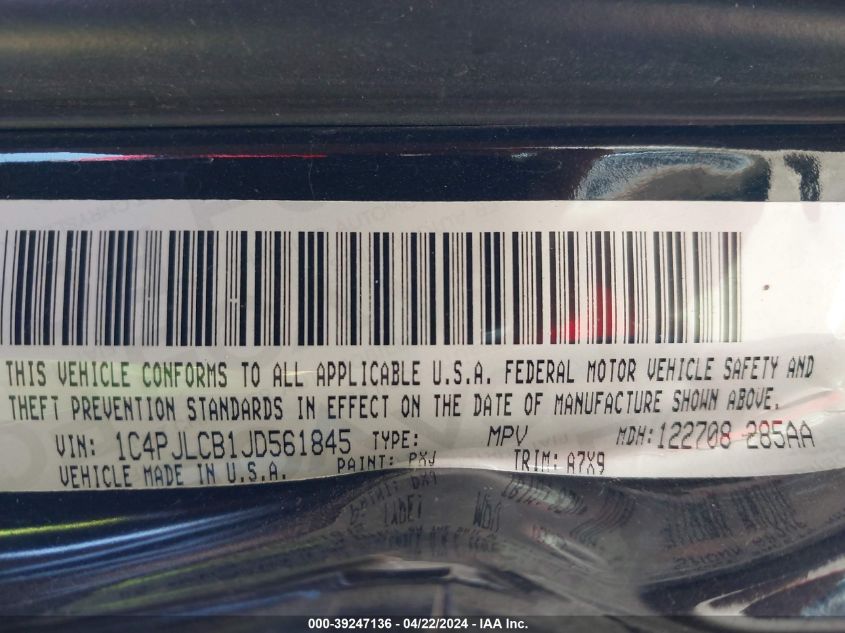 THIS VEHICLE CONFORMS TO ALL APPLICABLE U.S.A. FEDERAL MOTOR VEHICLE SAFETY AND
THEFT PREVENTION STANDARDS IN EFFECT ON THE DATE OF MANUFACTURE SHOWN ABOVE.
VIN: 1C4PJLCB1JD561845 TYPE: MPV MDH: 122708 285AA
VEHICLE MADE IN U.S.A. PAINT: PXJ TRIM: A7X9
000-39247136 - 04/22/2024 - IAA Inc.